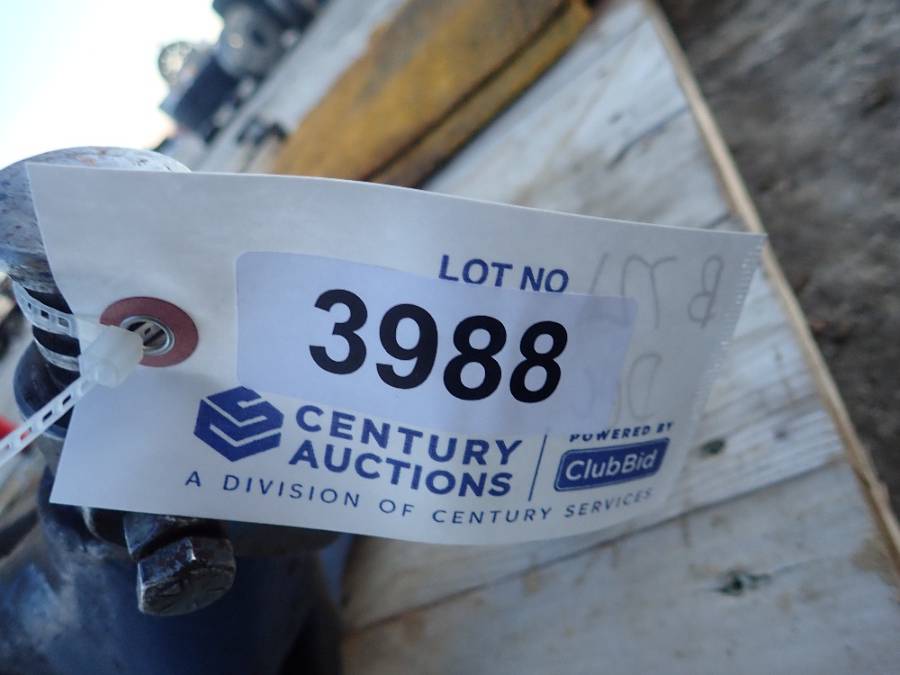 LOT NO
3988
CENTURY
AUCTIONS
POWERED BY
ClubBid
A DIVISION OF CENTURY SERVICES